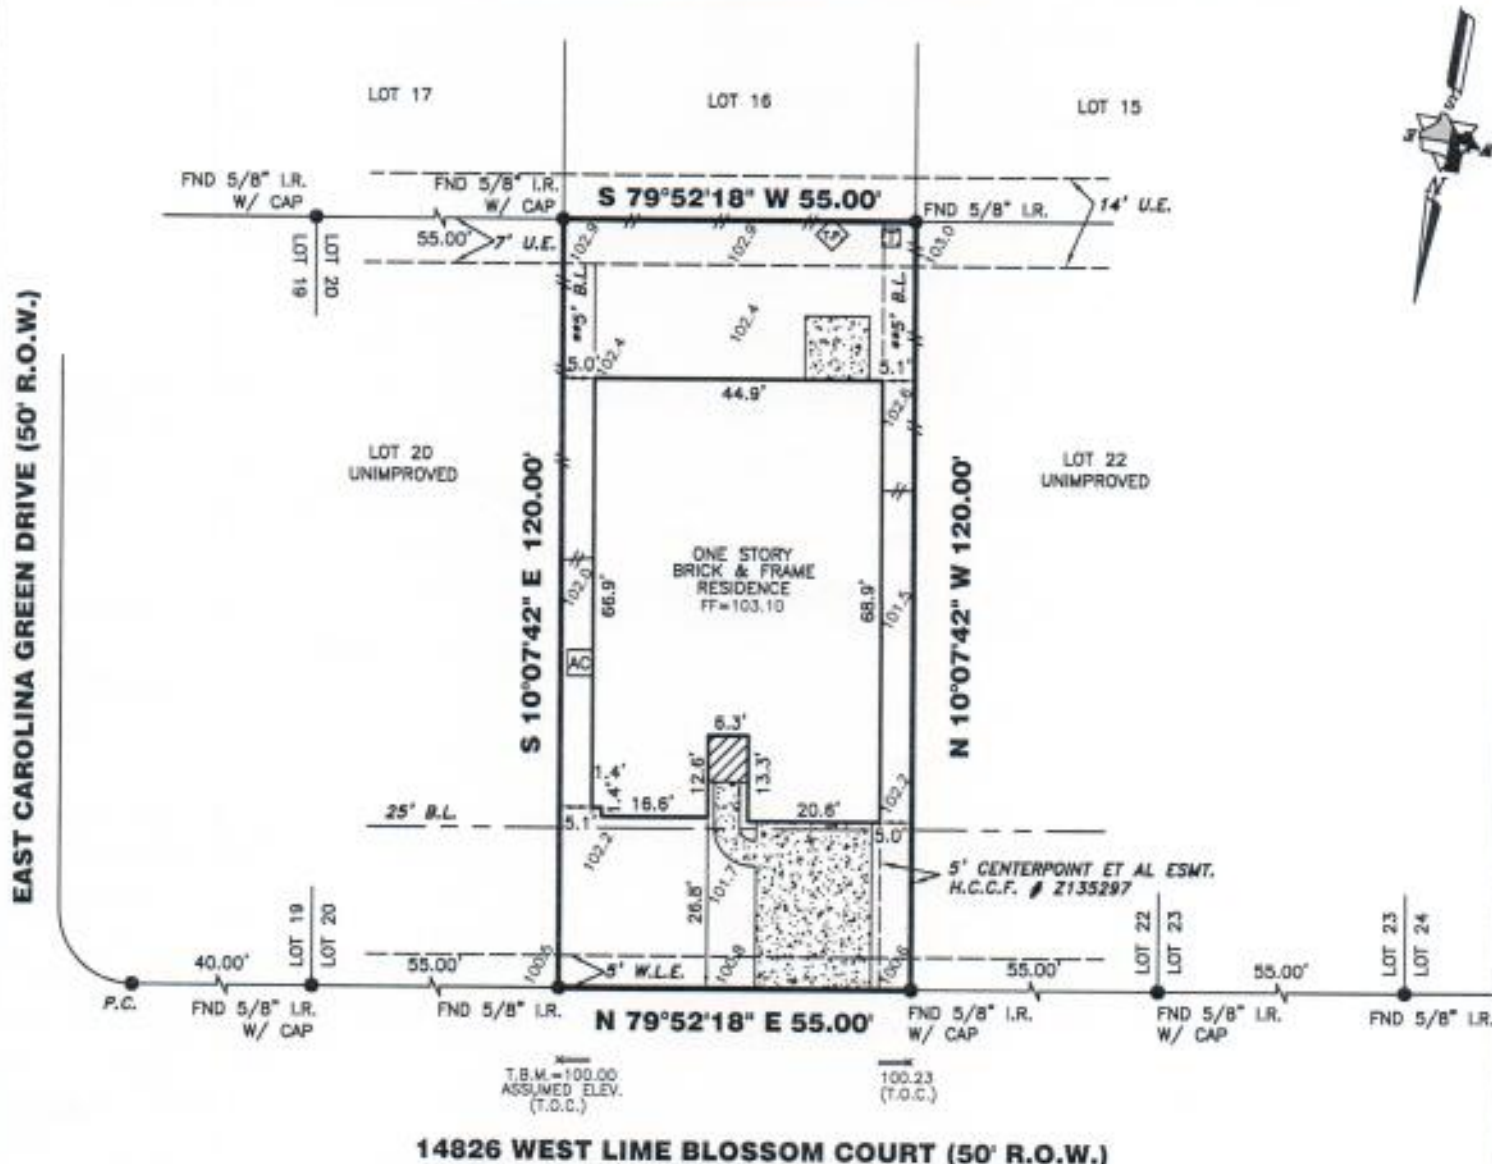 LOT 17
LOT 16
LOT 15
FND 5/8" I.R.
W/ CAP
FND 5/8" I.R.
W/ CAP
S 79°52'18" W 55.00'
FND 5/8" I.R.
14' U.E.
55.00'
7' U.E.
102.9
102.9
103.0
T
LOT 19
LOT 20
5' B.L.
5' B.L.
102.4
102.4
5.0'
5.1'
44.9'
102.6
EAST CAROLINA GREEN DRIVE (50' R.O.W.)
LOT 20
UNIMPROVED
LOT 22
UNIMPROVED
S 10°07'42" E 120.00'
N 10°07'42" W 120.00'
ONE STORY
BRICK & FRAME
RESIDENCE
FF=103.10
102.0
66.9'
68.9'
101.5
AC
6.3'
12.6'
13.3'
1.4'
1.4'
16.6'
20.6'
102.2
25' B.L.
5.1'
5.0'
102.2
101.7
26.8'
5' CENTERPOINT ET AL ESMT.
H.C.C.F. # Z135297
LOT 19
LOT 20
LOT 22
LOT 23
LOT 23
LOT 24
40.00'
55.00'
100.5
5' W.L.E.
100.8
100.6
55.00'
55.00'
P.C.
FND 5/8" I.R.
W/ CAP
FND 5/8" I.R.
N 79°52'18" E 55.00'
FND 5/8" I.R.
W/ CAP
FND 5/8" I.R.
W/ CAP
FND 5/8" I.R.
T.B.M.=100.00
ASSUMED ELEV.
(T.O.C.)
100.23
(T.O.C.)
14826 WEST LIME BLOSSOM COURT (50' R.O.W.)